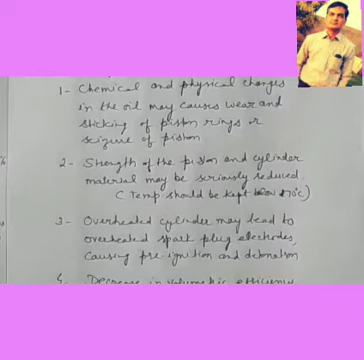 1- Chemical and physical changes
in the oil may causes wear and
sticking of piston rings or
seizure of piston
2- Strength of the piston and cylinder
material may be seriously reduced.
( Temp should be kept 270°C)
3- Overheated cylinder may lead to
overheated spark plug electrodes,
causing pre-ignition and detonation
4. Decrease in volumetric efficiency